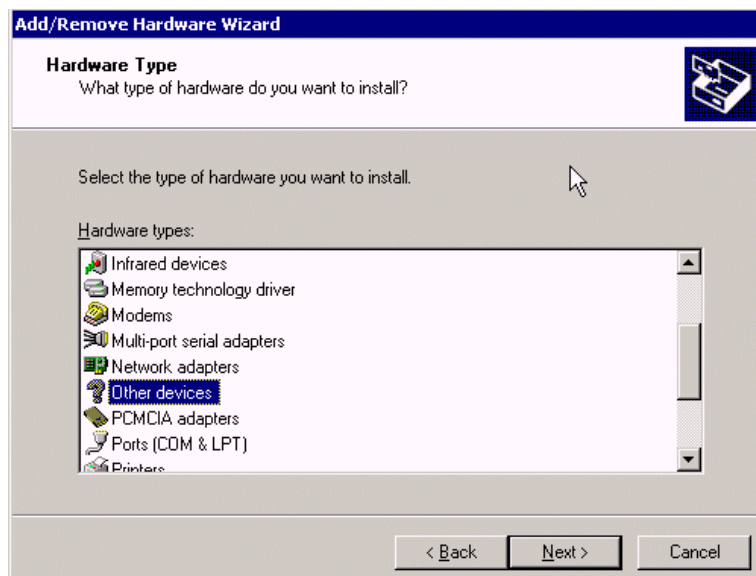 Add/Remove Hardware Wizard
Hardware Type
What type of hardware do you want to install?
Select the type of hardware you want to install.
Hardware types:
Infrared devices
Memory technology driver
Modems
Multi-port serial adapters
Network adapters
Other devices
PCMCIA adapters
Ports (COM & LPT)
Printers
< Back Next > Cancel